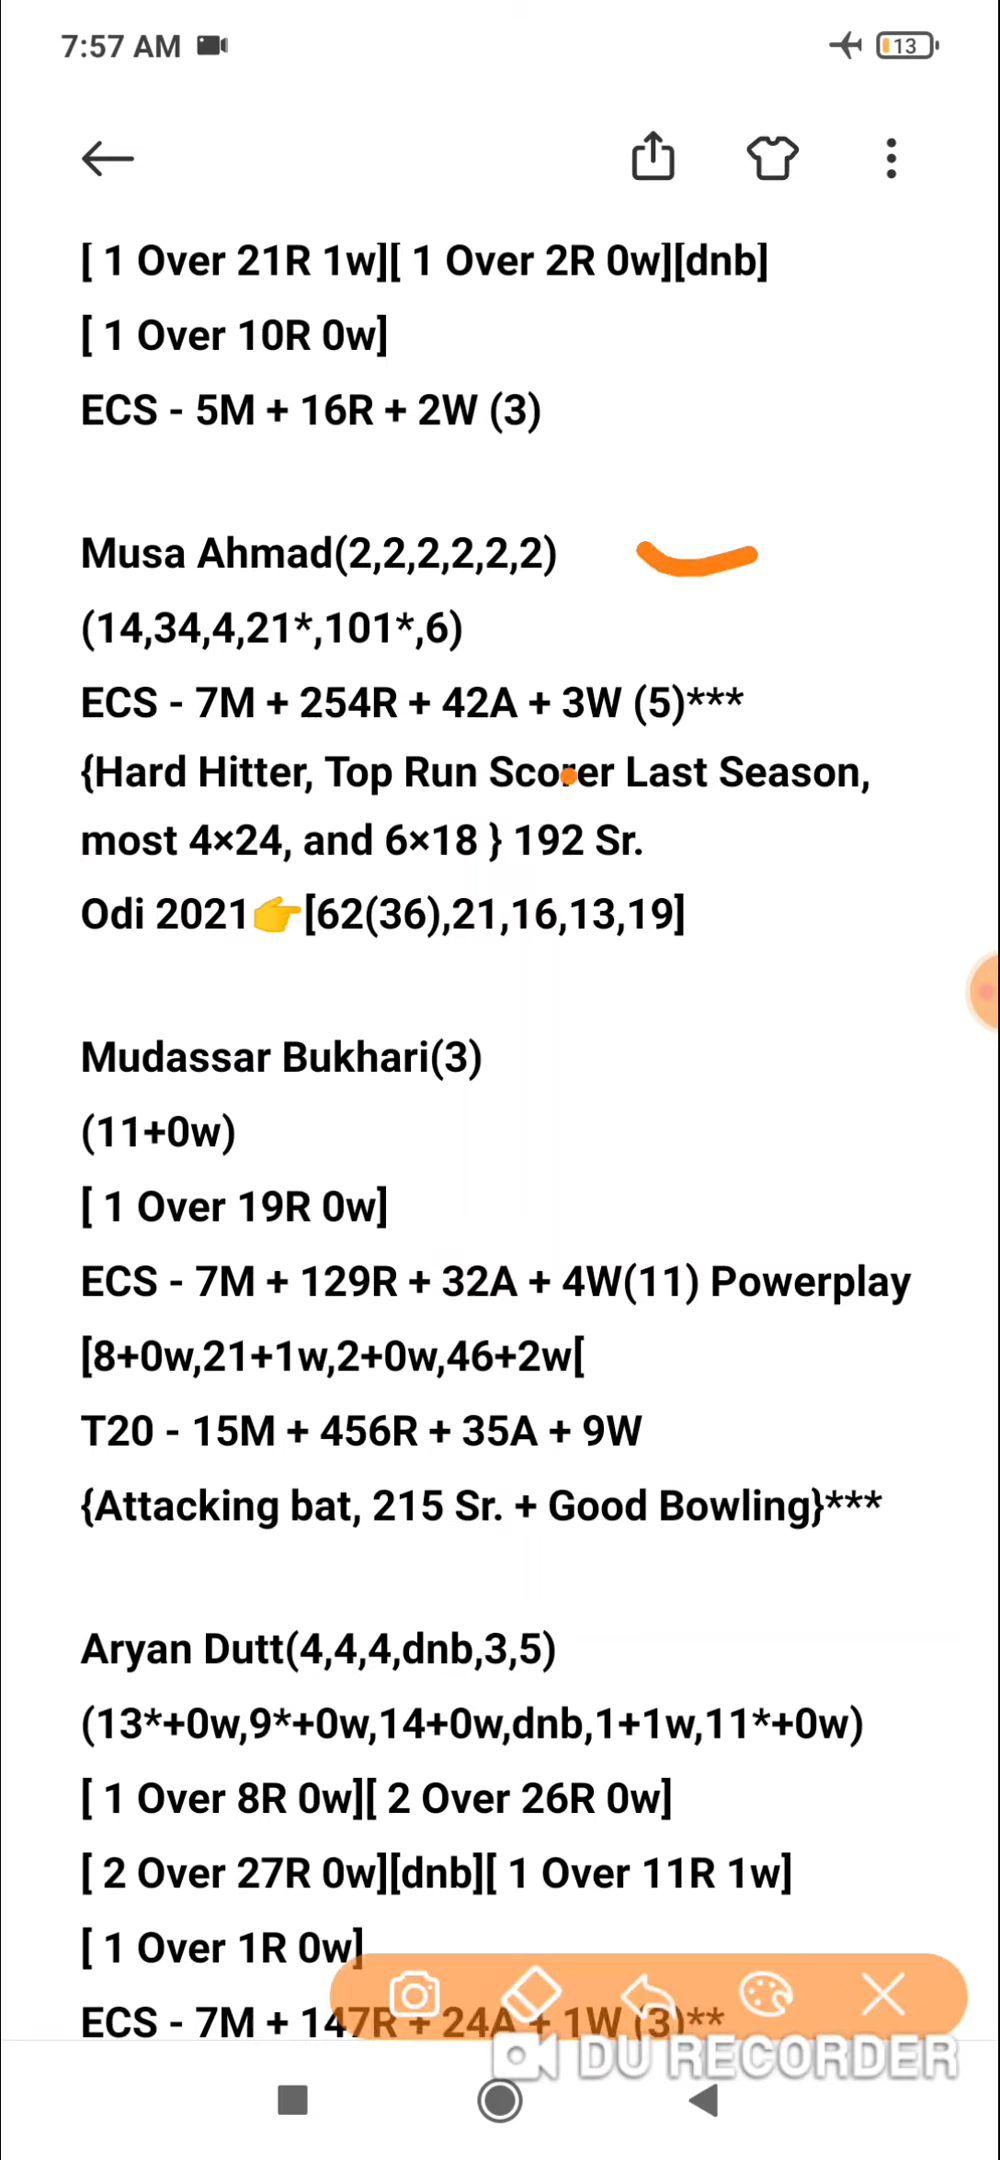 7:57 AM 13
[ 1 Over 21R 1w][ 1 Over 2R 0w][dnb]
[ 1 Over 10R 0w]
ECS - 5M + 16R + 2W (3)
Musa Ahmad(2,2,2,2,2,2)
(14,34,4,21*,101*,6)
ECS - 7M + 254R + 42A + 3W (5)***
{Hard Hitter, Top Run Scorer Last Season,
most 4×24, and 6×18 } 192 Sr.
Odi 2021👉[62(36),21,16,13,19]
Mudassar Bukhari(3)
(11+0w)
[ 1 Over 19R 0w]
ECS - 7M + 129R + 32A + 4W(11) Powerplay
[8+0w,21+1w,2+0w,46+2w[
T20 - 15M + 456R + 35A + 9W
{Attacking bat, 215 Sr. + Good Bowling}***
Aryan Dutt(4,4,4,dnb,3,5)
(13*+0w,9*+0w,14+0w,dnb,1+1w,11*+0w)
[ 1 Over 8R 0w][ 2 Over 26R 0w]
[ 2 Over 27R 0w][dnb][ 1 Over 11R 1w]
[ 1 Over 1R 0w]
ECS - 7M + 147R + 24A + 1W (3)**
DU RECORDER